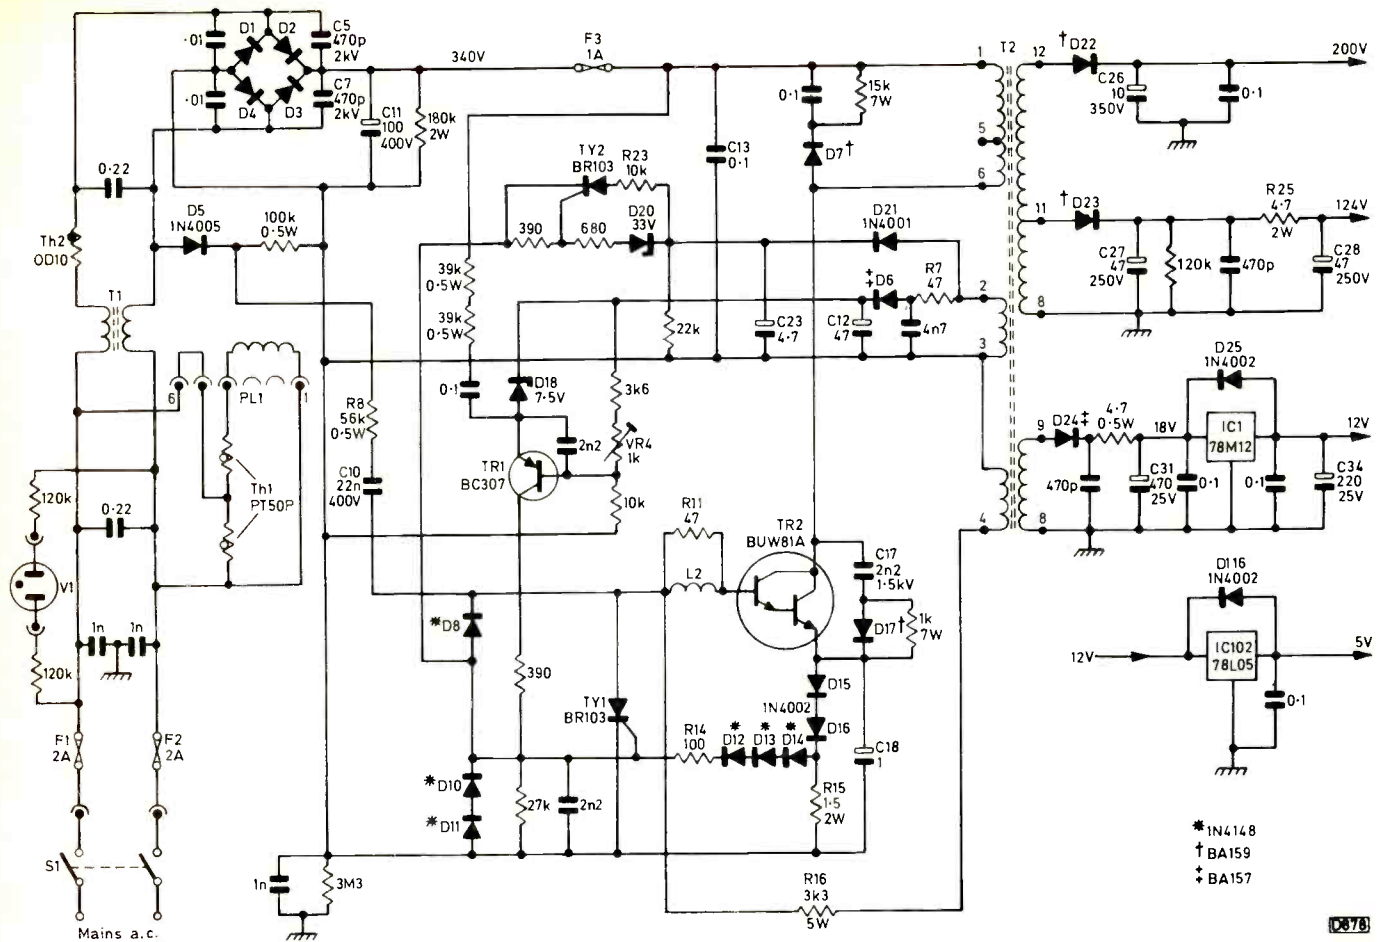 ·01
D1
D2
C5
470p
2kV
·01
D4
D3
C7
470p
2kV
C11
100
400V
180k
2W
340V
F3
1A
0·1
15k
7W
D7†
C13
0·1
1
5
6
T2
12
†D22
C26
10
350V
0·1
200V
0·22
Th2
OD10
D5
1N4005
100k
0·5W
TY2
BR103
R23
10k
390
680
D20
33V
D21
1N4001
11
†D23
R25
4·7
2W
124V
C27
47
250V
120k
470p
C28
47
250V
8
39k
0·5W
39k
0·5W
22k
C23
4·7
‡D6
R7
47
C12
47
4n7
2
3
T1
6
PL1
1
Th1
PT50P
R8
56k
0·5W
C10
22n
400V
0·1
D18
7·5V
2n2
3k6
VR4
1k
10k
TR1
BC307
D25
1N4002
9
D24‡
4·7
0·5W
18V
IC1
78M12
12V
470p
C31
470
25V
0·1
0·1
C34
220
25V
8
4
120k
0·22
V1
1n
1n
120k
R11
47
L2
TR2
BUW81A
C17
2n2
1·5kV
D17†
1k
7W
*D8
390
TY1
BR103
D15
1N4002
D16
R14
100
*
*
*
D12
D13
D14
C18
1
R15
1·5
2W
D116
1N4002
12V
IC102
78L05
5V
0·1
F1
2A
F2
2A
*D10
*D11
27k
2n2
S1
1n
3M3
R16
3k3
5W
Mains a.c.
*1N4148
†BA159
‡BA157
D878